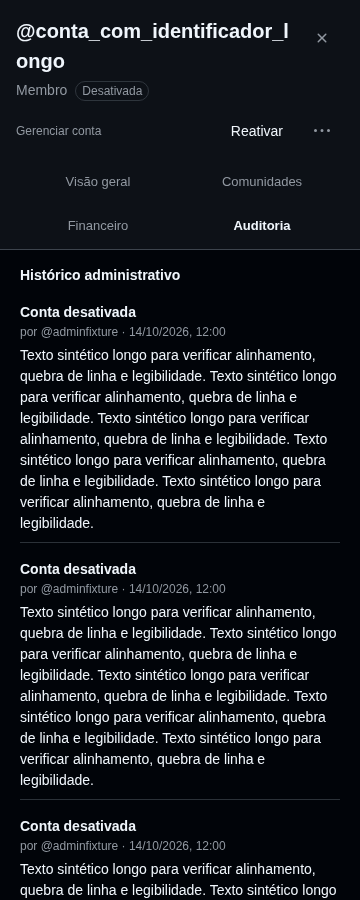 @conta_com_identificador_l
ongo
✕
Membro Desativada
Gerenciar conta Reativar ...
Visão geral Comunidades
Financeiro Auditoria
Histórico administrativo
Conta desativada
por @adminfixture · 14/10/2026, 12:00
Texto sintético longo para verificar alinhamento,
quebra de linha e legibilidade. Texto sintético longo
para verificar alinhamento, quebra de linha e
legibilidade. Texto sintético longo para verificar
alinhamento, quebra de linha e legibilidade. Texto
sintético longo para verificar alinhamento, quebra
de linha e legibilidade. Texto sintético longo para
verificar alinhamento, quebra de linha e
legibilidade.
Conta desativada
por @adminfixture · 14/10/2026, 12:00
Texto sintético longo para verificar alinhamento,
quebra de linha e legibilidade. Texto sintético longo
para verificar alinhamento, quebra de linha e
legibilidade. Texto sintético longo para verificar
alinhamento, quebra de linha e legibilidade. Texto
sintético longo para verificar alinhamento, quebra
de linha e legibilidade. Texto sintético longo para
verificar alinhamento, quebra de linha e
legibilidade.
Conta desativada
por @adminfixture · 14/10/2026, 12:00
Texto sintético longo para verificar alinhamento,
quebra de linha e legibilidade. Texto sintético longo